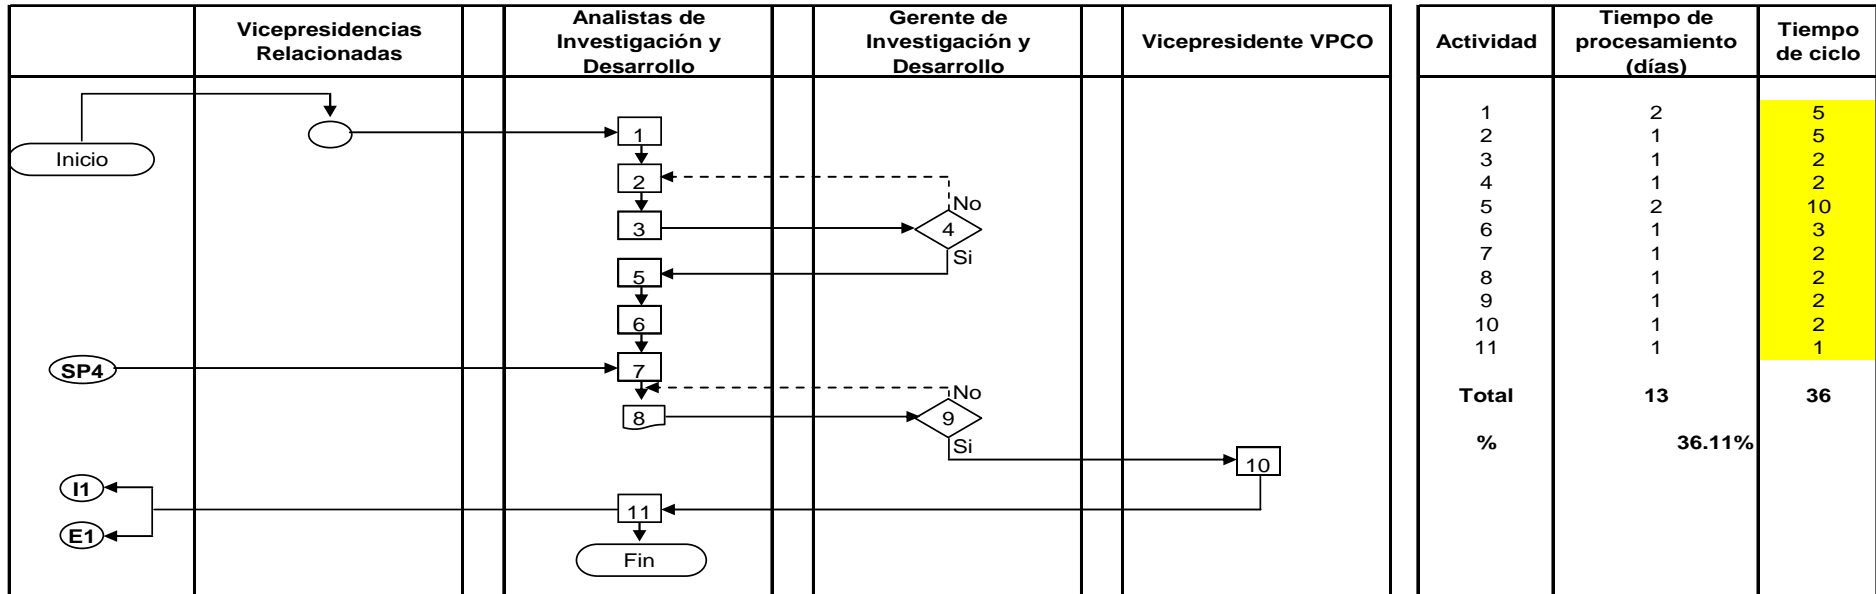 Vicepresidencias
Relacionadas
Analistas de
Investigación y
Desarrollo
Gerente de
Investigación y
Desarrollo
Vicepresidente VPCO
Actividad
Tiempo de
procesamiento
(días)
Tiempo
de ciclo
Inicio
1
2
No
3
4
Si
5
6
SP4
7
No
8
9
Si
10
I1
11
E1
Fin
1 2 5
2 1 5
3 1 2
4 1 2
5 2 10
6 1 3
7 1 2
8 1 2
9 1 2
10 1 2
11 1 1
Total 13 36
% 36.11%